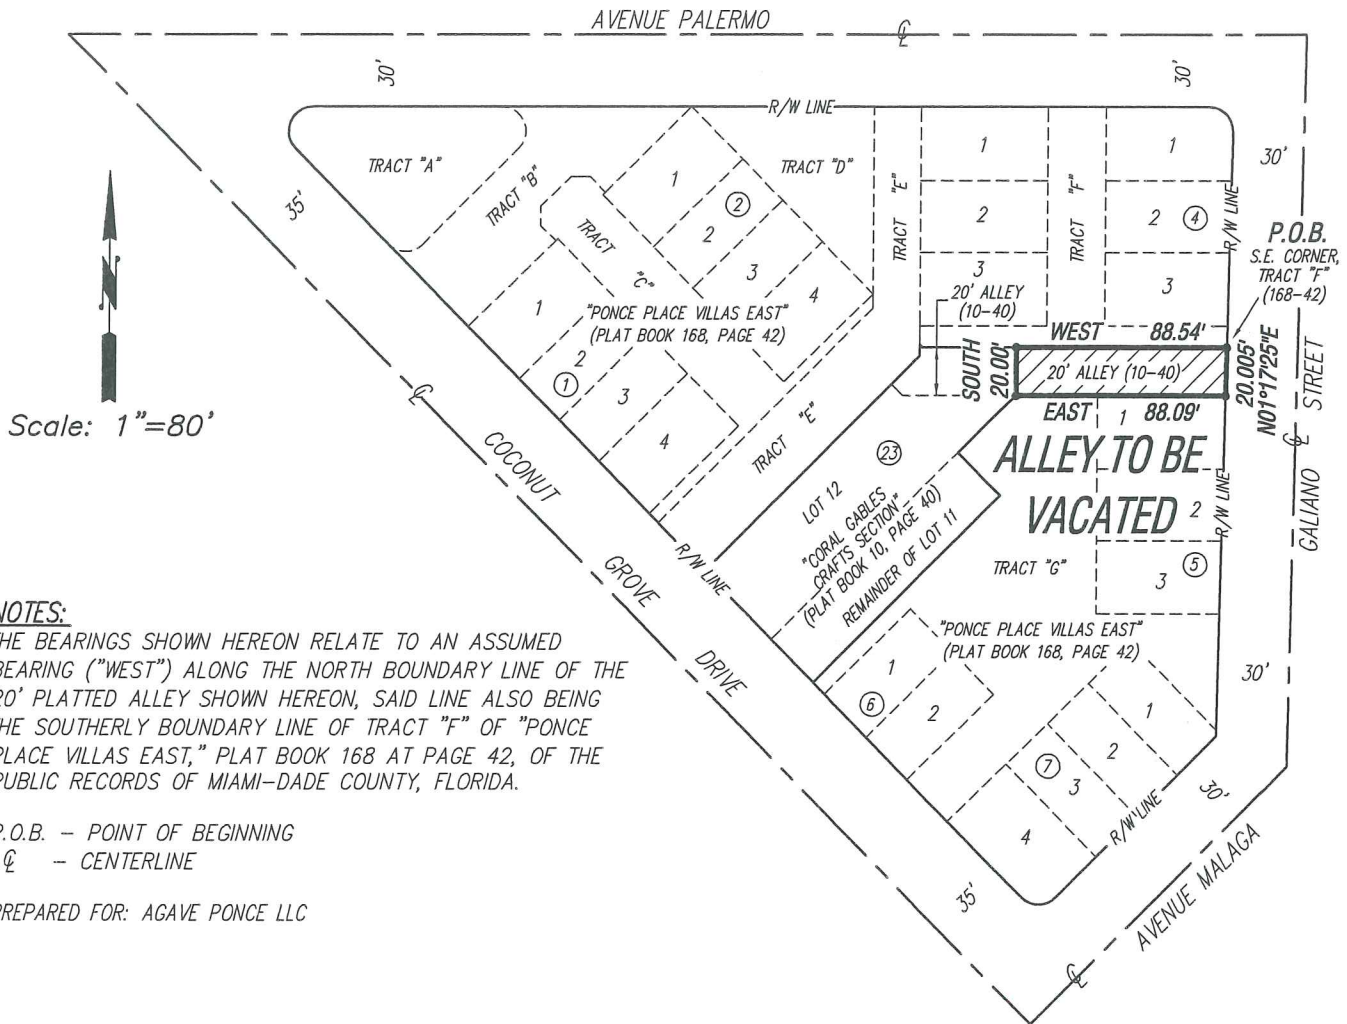 AVENUE PALERMO
℄
30'
30'
R/W LINE
TRACT "A"
TRACT "B"
TRACT "C"
TRACT "D"
TRACT "E"
TRACT "F"
1
2
3
4
②
1
2
3
20' ALLEY
(10-40)
1
2
④
3
R/W LINE
30'
P.O.B.
S.E. CORNER,
TRACT "F"
(168-42)
35'
N
Scale: 1"=80'
1
2
①
3
4
"PONCE PLACE VILLAS EAST"
(PLAT BOOK 168, PAGE 42)
TRACT "E"
SOUTH
20.00'
WEST 88.54'
20' ALLEY (10-40)
EAST 88.09'
20.005'
N01°17'25"E
GALIANO ℄ STREET
ALLEY TO BE
VACATED
1
2
3
⑤
R/W LINE
TRACT "G"
℄
COCONUT
GROVE
DRIVE
R/W LINE
㉓
LOT 12
"CORAL GABLES
CRAFTS SECTION"
(PLAT BOOK 10, PAGE 40)
REMAINDER OF LOT 11
"PONCE PLACE VILLAS EAST"
(PLAT BOOK 168, PAGE 42)
1
⑥
2
1
2
⑦
3
4
R/W LINE
30'
30'
35'
AVENUE MALAGA
℄
NOTES:
HE BEARINGS SHOWN HEREON RELATE TO AN ASSUMED
BEARING ("WEST") ALONG THE NORTH BOUNDARY LINE OF THE
20' PLATTED ALLEY SHOWN HEREON, SAID LINE ALSO BEING
HE SOUTHERLY BOUNDARY LINE OF TRACT "F" OF "PONCE
PLACE VILLAS EAST," PLAT BOOK 168 AT PAGE 42, OF THE
PUBLIC RECORDS OF MIAMI-DADE COUNTY, FLORIDA.
P.O.B. - POINT OF BEGINNING
℄ - CENTERLINE
PREPARED FOR: AGAVE PONCE LLC